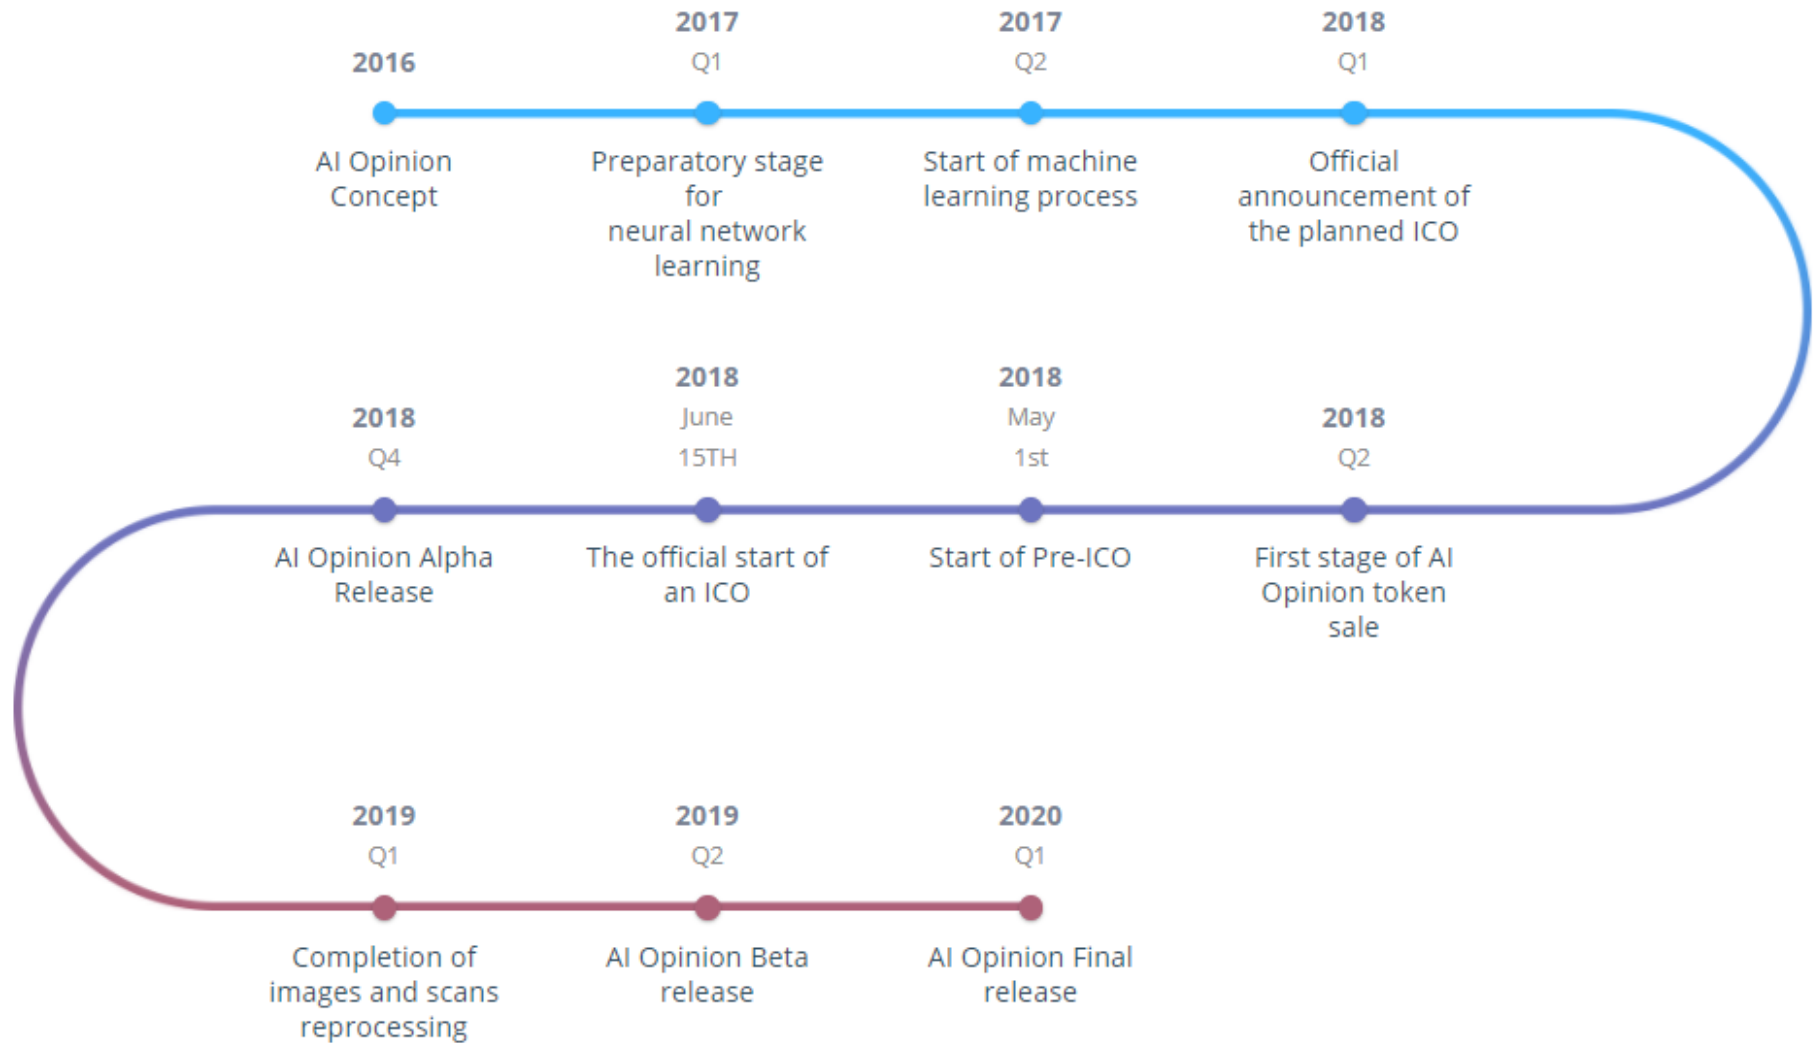 2016
AI Opinion
Concept
2017
Q1
Preparatory stage
for
neural network
learning
2017
Q2
Start of machine
learning process
2018
Q1
Official
announcement of
the planned ICO
2018
Q2
First stage of AI
Opinion token
sale
2018
May
1st
Start of Pre-ICO
2018
June
15TH
The official start of
an ICO
2018
Q4
AI Opinion Alpha
Release
2019
Q1
Completion of
images and scans
reprocessing
2019
Q2
AI Opinion Beta
release
2020
Q1
AI Opinion Final
release